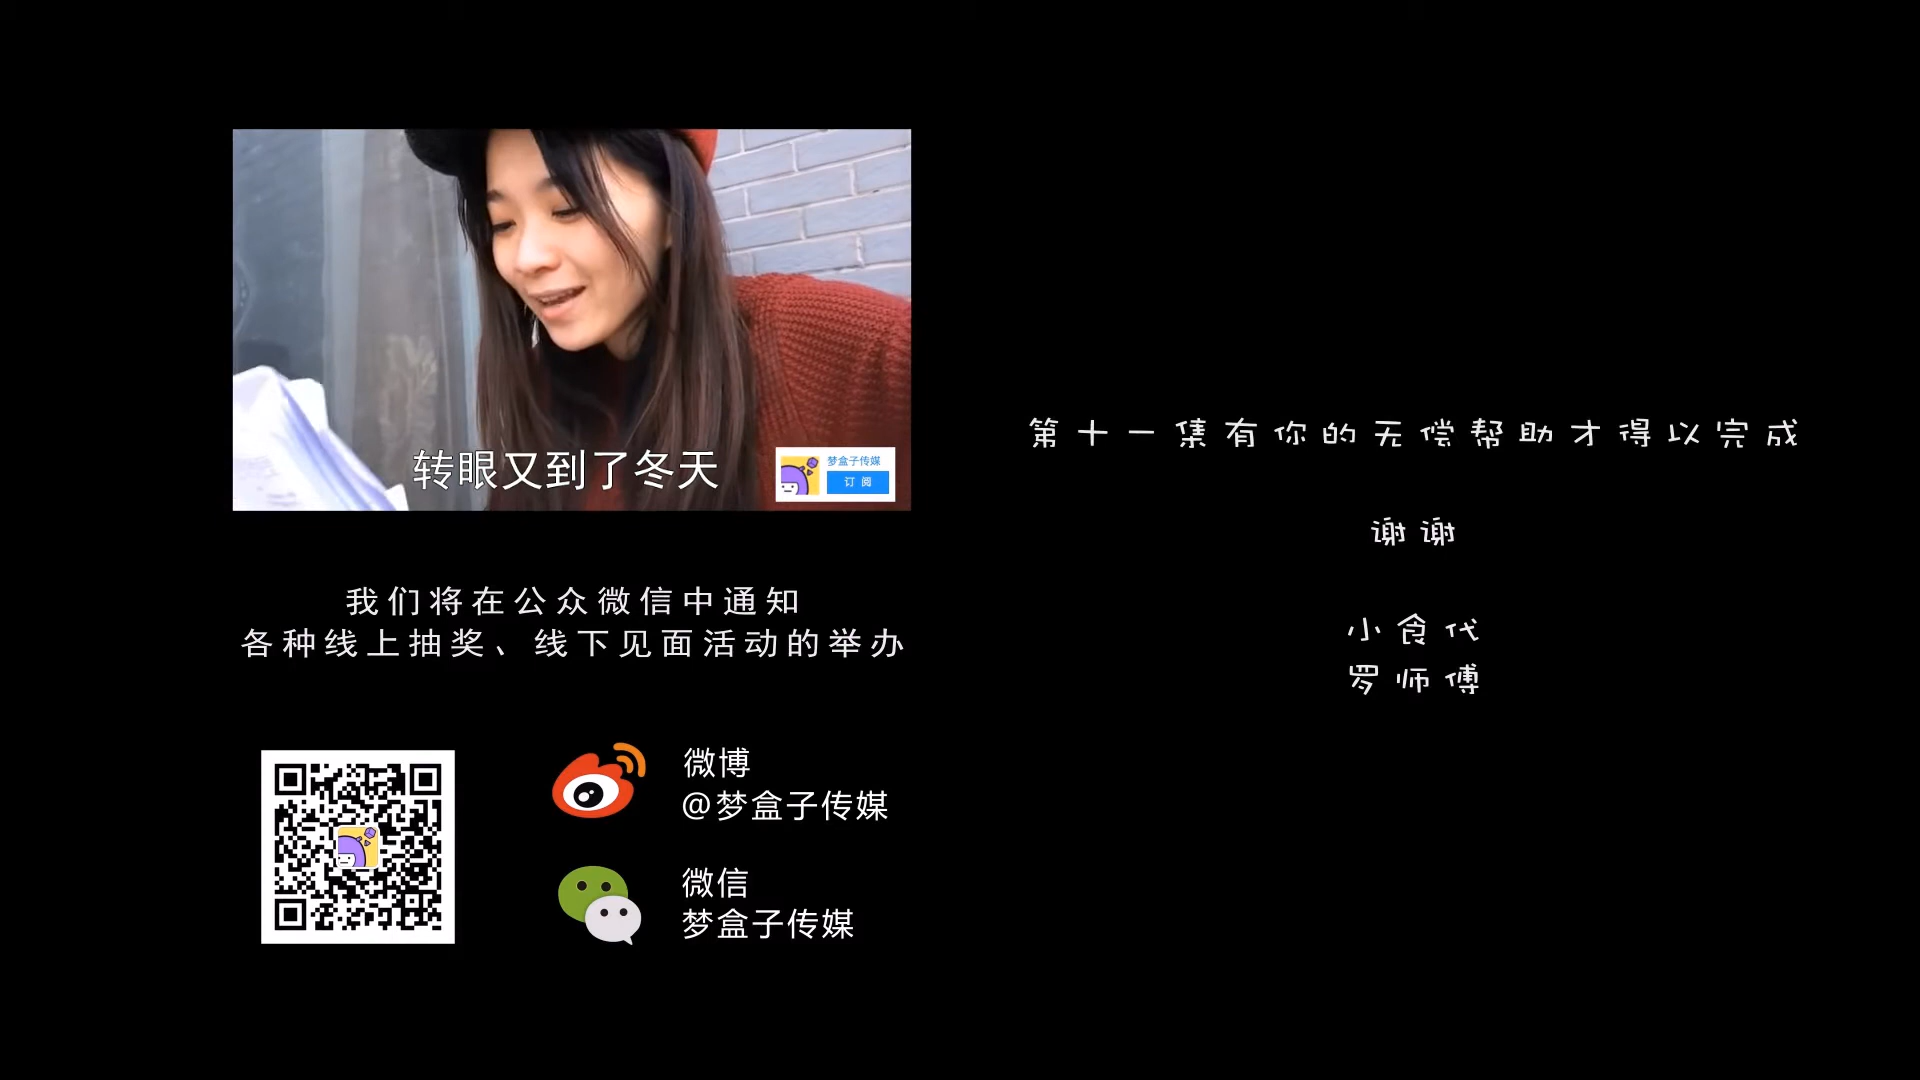 转眼又到了冬天
梦盒子传媒
订阅
我们将在公众微信中通知
各种线上抽奖、线下见面活动的举办
微博
@梦盒子传媒
微信
梦盒子传媒
第十一集有你的无偿帮助才得以完成
谢谢
小食代
罗师傅